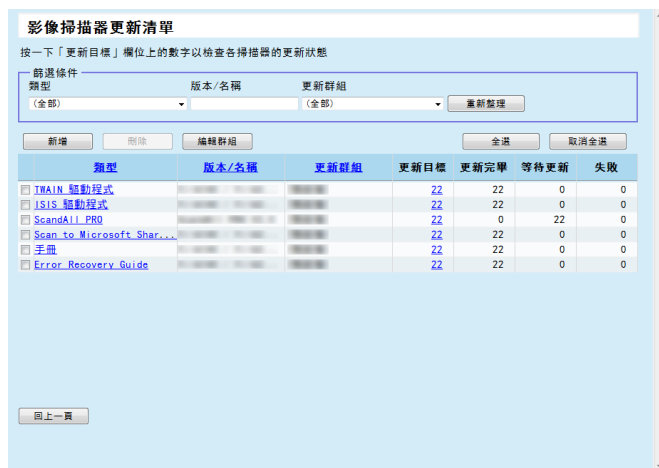 影像掃描器更新清單
按一下「更新目標」欄位上的數字以檢查各掃描器的更新狀態
篩選條件
類型 版本/名稱 更新群組
(全部) (全部) 重新整理
新增 刪除 編輯群組 全選 取消全選
類型 版本/名稱 更新群組 更新目標 更新完畢 等待更新 失敗
TWAIN 驅動程式 22 22 0 0
ISIS 驅動程式 22 22 0 0
ScandAll PRO 22 0 22 0
Scan to Microsoft Shar... 22 22 0 0
手冊 22 22 0 0
Error Recovery Guide 22 22 0 0
回上一頁